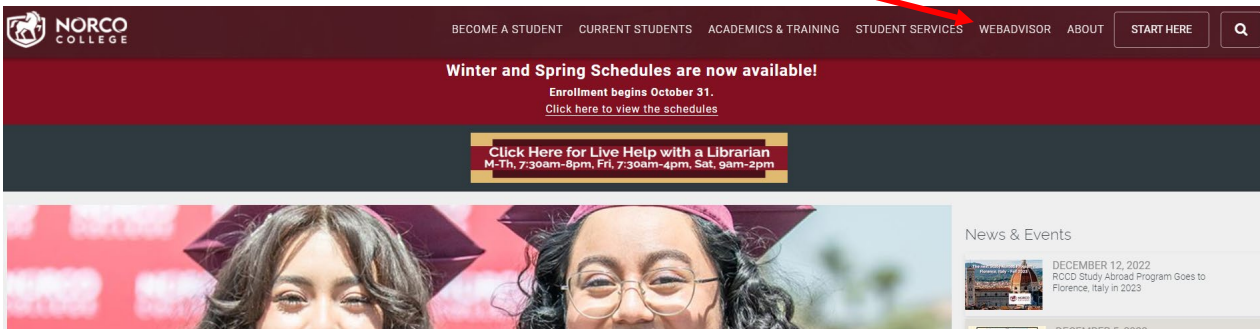 NORCO
COLLEGE
BECOME A STUDENT CURRENT STUDENTS ACADEMICS & TRAINING STUDENT SERVICES WEBADVISOR ABOUT START HERE
Winter and Spring Schedules are now available!
Enrollment begins October 31.
Click here to view the schedules
Click Here for Live Help with a Librarian
M-Th, 7:30am-8pm, Fri, 7:30am-4pm, Sat, 9am-2pm
News & Events
DECEMBER 12, 2022
RCCD Study Abroad Program Goes to
Florence, Italy in 2023